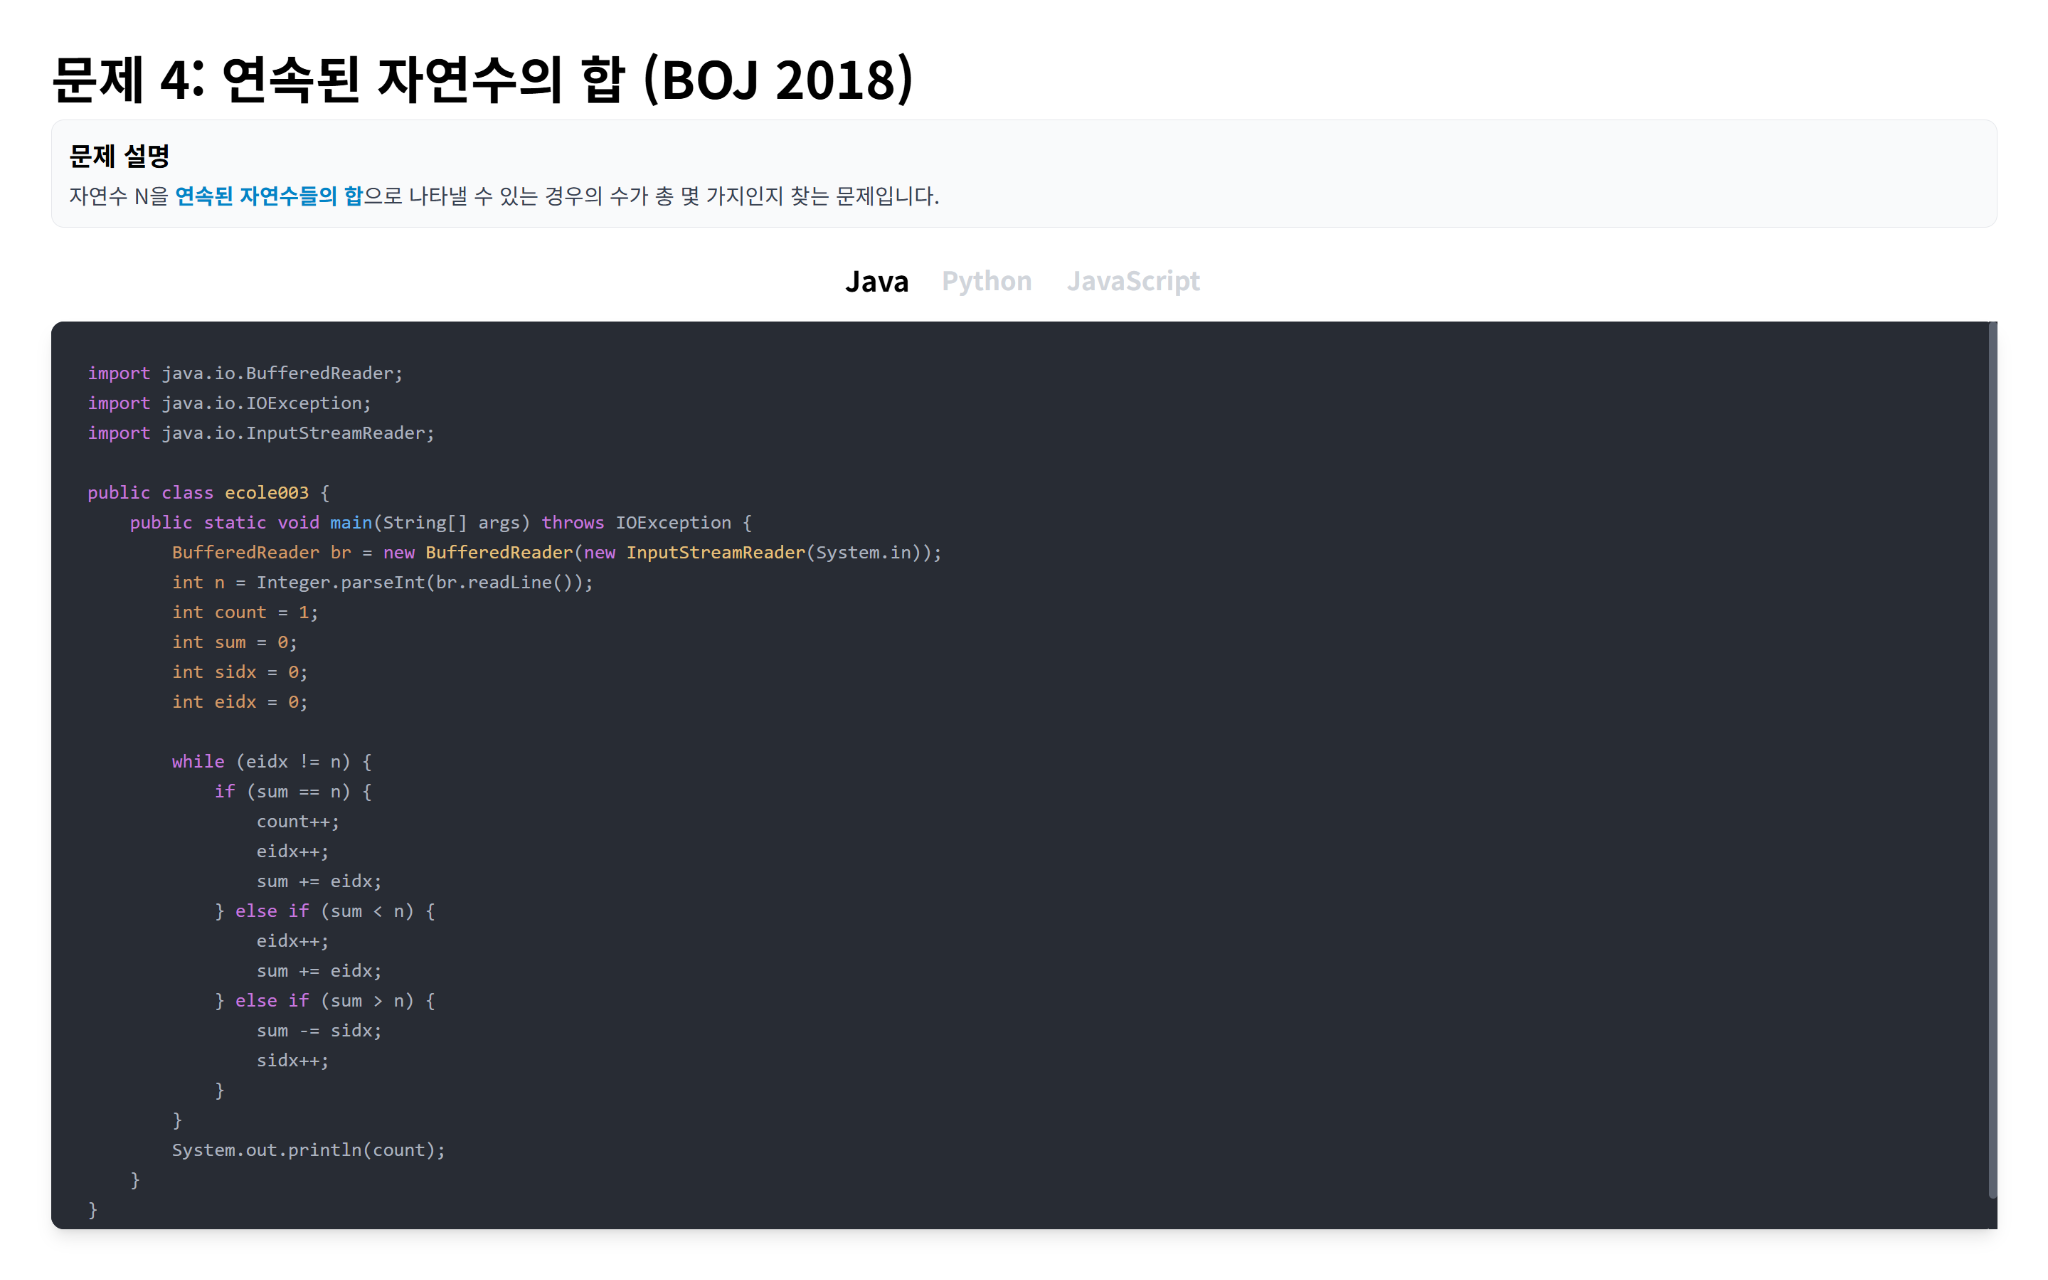 문제 4: 연속된 자연수의 합 (BOJ 2018)
문제 설명
자연수 N을 연속된 자연수들의 합으로 나타낼 수 있는 경우의 수가 총 몇 가지인지 찾는 문제입니다.
Java Python JavaScript
import java.io.BufferedReader;
import java.io.IOException;
import java.io.InputStreamReader;

public class ecole003 {
    public static void main(String[] args) throws IOException {
        BufferedReader br = new BufferedReader(new InputStreamReader(System.in));
        int n = Integer.parseInt(br.readLine());
        int count = 1;
        int sum = 0;
        int sidx = 0;
        int eidx = 0;

        while (eidx != n) {
            if (sum == n) {
                count++;
                eidx++;
                sum += eidx;
            } else if (sum < n) {
                eidx++;
                sum += eidx;
            } else if (sum > n) {
                sum -= sidx;
                sidx++;
            }
        }
        System.out.println(count);
    }
}